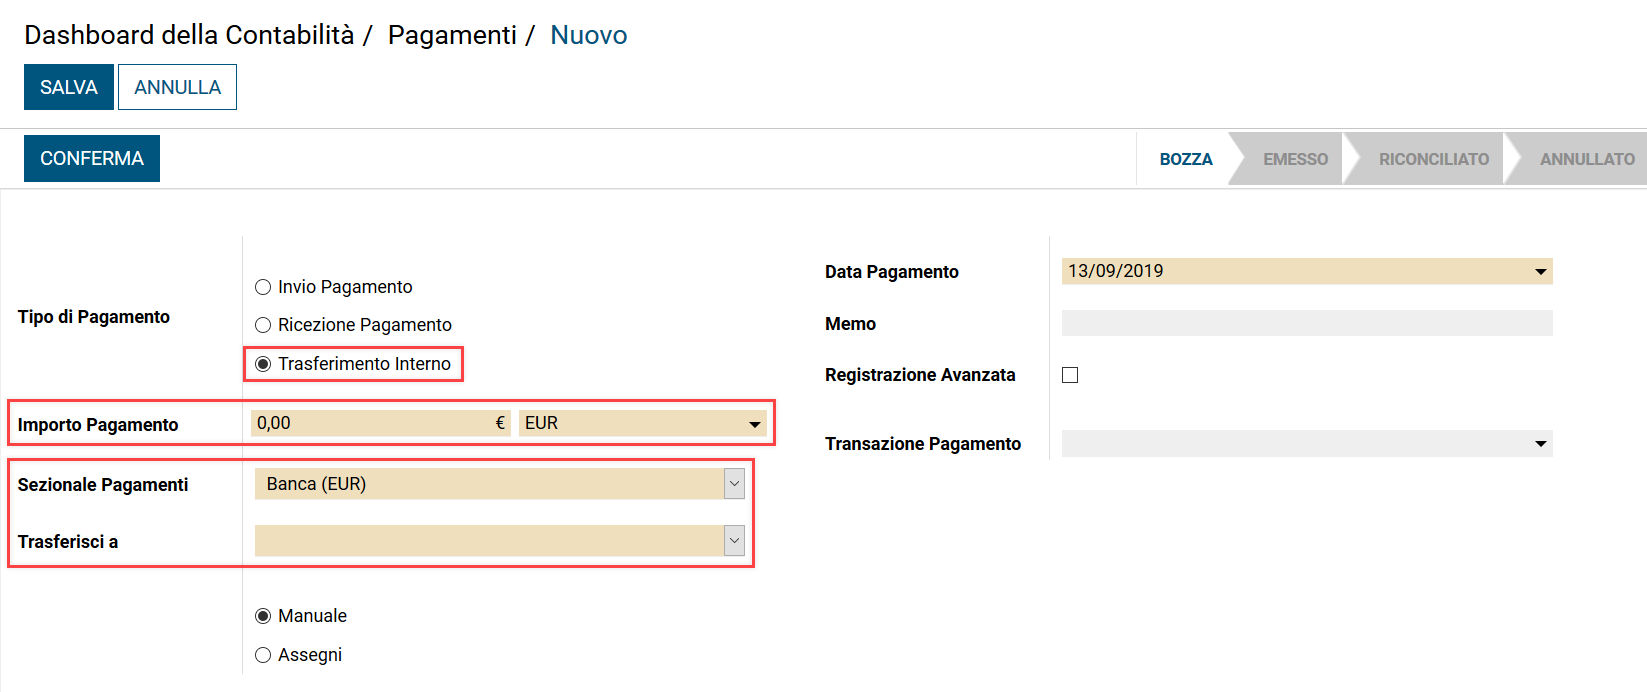 Dashboard della Contabilità / Pagamenti / Nuovo
SALVA ANNULLA
CONFERMA
BOZZA EMESSO RICONCILIATO ANNULLATO
Tipo di Pagamento
Invio Pagamento
Ricezione Pagamento
Trasferimento Interno
Importo Pagamento 0,00 € EUR
Sezionale Pagamenti Banca (EUR)
Trasferisci a
Manuale
Assegni
Data Pagamento 13/09/2019
Memo
Registrazione Avanzata
Transazione Pagamento